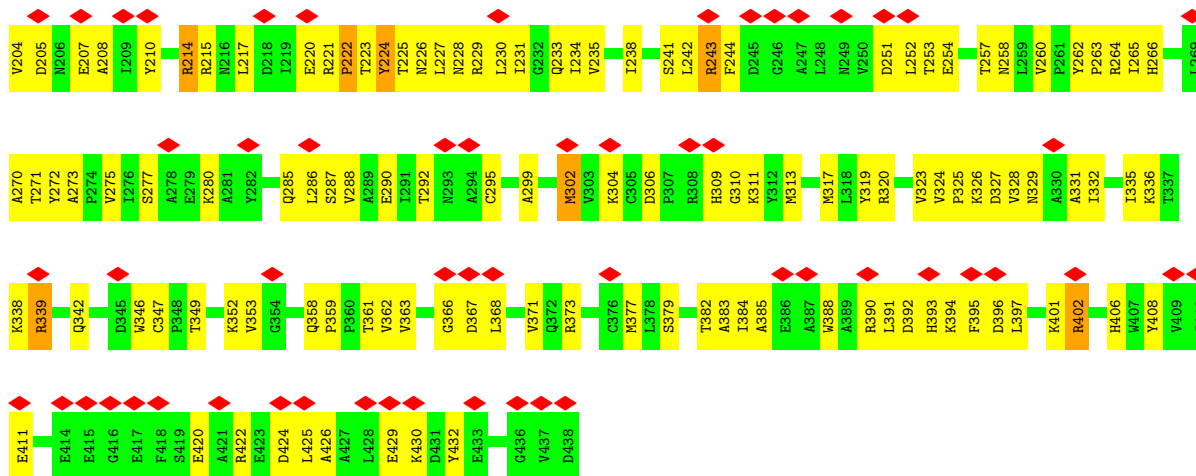 V204 D205 N206 E207 A208 I209 Y210 R214 R215 N216 L217 D218 I219 E220 R221 P222 T223 Y224 T225 N226 L227 N228 R229 L230 I231 G232 Q233 I234 V235 I238 S241 L242 R243 F244 D245 G246 A247 L248 N249 V250 D251 L252 T253 E254 T257 N258 L259 V260 P261 Y262 P263 R264 I265 H266 L269
A270 T271 Y272 A273 P274 V275 I276 S277 A278 E279 K280 A281 Y282 Q285 L286 S287 V288 A289 E290 I291 T292 N293 A294 C295 A299 M302 V303 K304 C305 D306 P307 R308 H309 G310 K311 Y312 M313 M317 L318 Y319 R320 V323 V324 P325 K326 D327 V328 N329 A330 A331 I332 I335 K336 T337
K338 R339 Q342 D345 W346 C347 P348 T349 K352 V353 G354 Q358 P359 P360 T361 V362 V363 G366 D367 L368 V371 Q372 R373 C376 M377 L378 S379 T382 A383 I384 A385 E386 A387 W388 A389 R390 L391 D392 H393 K394 F395 D396 L397 K401 R402 H406 W407 Y408 V409
E411 E414 E415 G416 E417 F418 S419 E420 A421 R422 E423 D424 L425 A426 A427 L428 E429 K430 D431 Y432 E433 G436 V437 D438